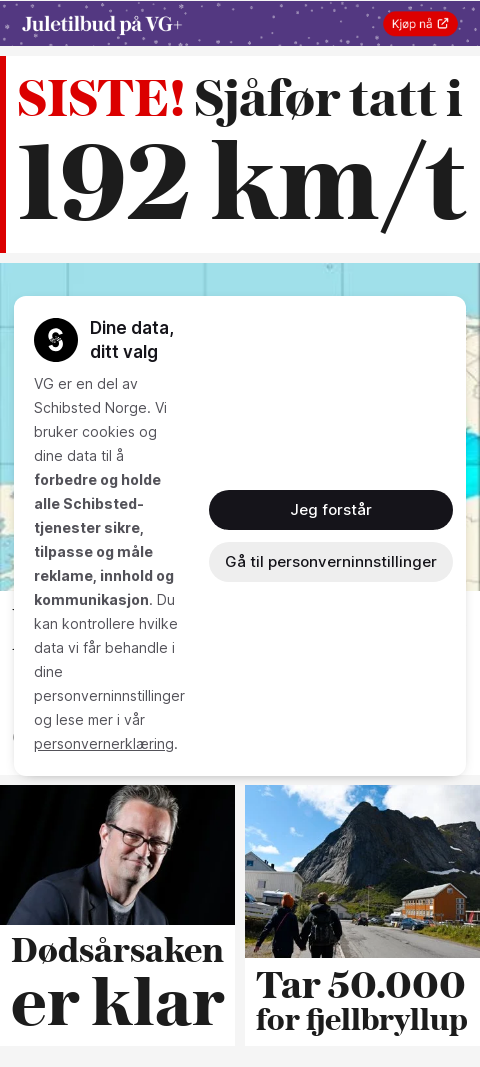 Juletilbud på VG+
Kjøp nå
SISTE! Sjåfør tatt i
192 km/t
Dine data,
ditt valg
VG er en del av
Schibsted Norge. Vi
bruker cookies og
dine data til å
forbedre og holde
alle Schibsted-
tjenester sikre,
tilpasse og måle
reklame, innhold og
kommunikasjon. Du
kan kontrollere hvilke
data vi får behandle i
dine
personverninnstillinger
og lese mer i vår
personvernerklæring.
Jeg forstår
Gå til personverninnstillinger
Dødsårsaken
er klar
Tar 50.000
for fjellbryllup